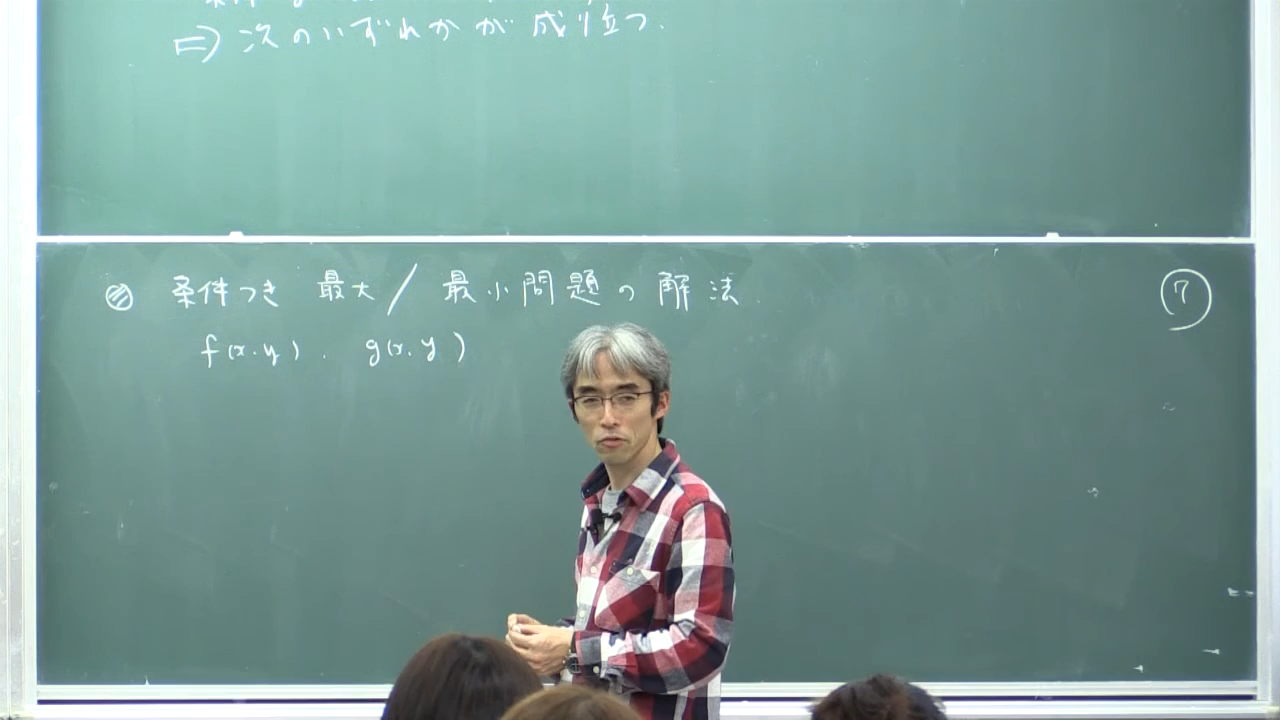 ⇒ 次のいずれかが成り立つ.
◎ 条件つき 最大/最小問題の解法.
f(x,y), g(x,y)
⑦